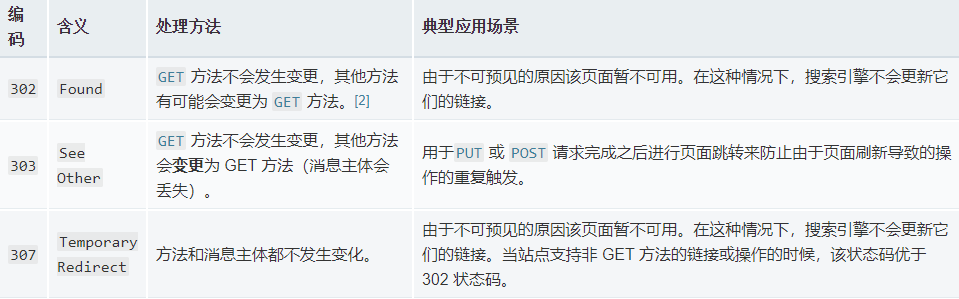 编码 含义 处理方法 典型应用场景
302 Found GET 方法不会发生变更，其他方法
有可能会变更为 GET 方法。[2]
由于不可预见的原因该页面暂不可用。在这种情况下，搜索引擎不会更新它
们的链接。
303 See
Other
GET 方法不会发生变更，其他方法
会变更为 GET 方法（消息主体会
丢失）。
用于PUT 或 POST 请求完成之后进行页面跳转来防止由于页面刷新导致的操
作的重复触发。
307 Temporary
Redirect
方法和消息主体都不发生变化。
由于不可预见的原因该页面暂不可用。在这种情况下，搜索引擎不会更新它
们的链接。当站点支持非 GET 方法的链接或操作的时候，该状态码优于
302 状态码。